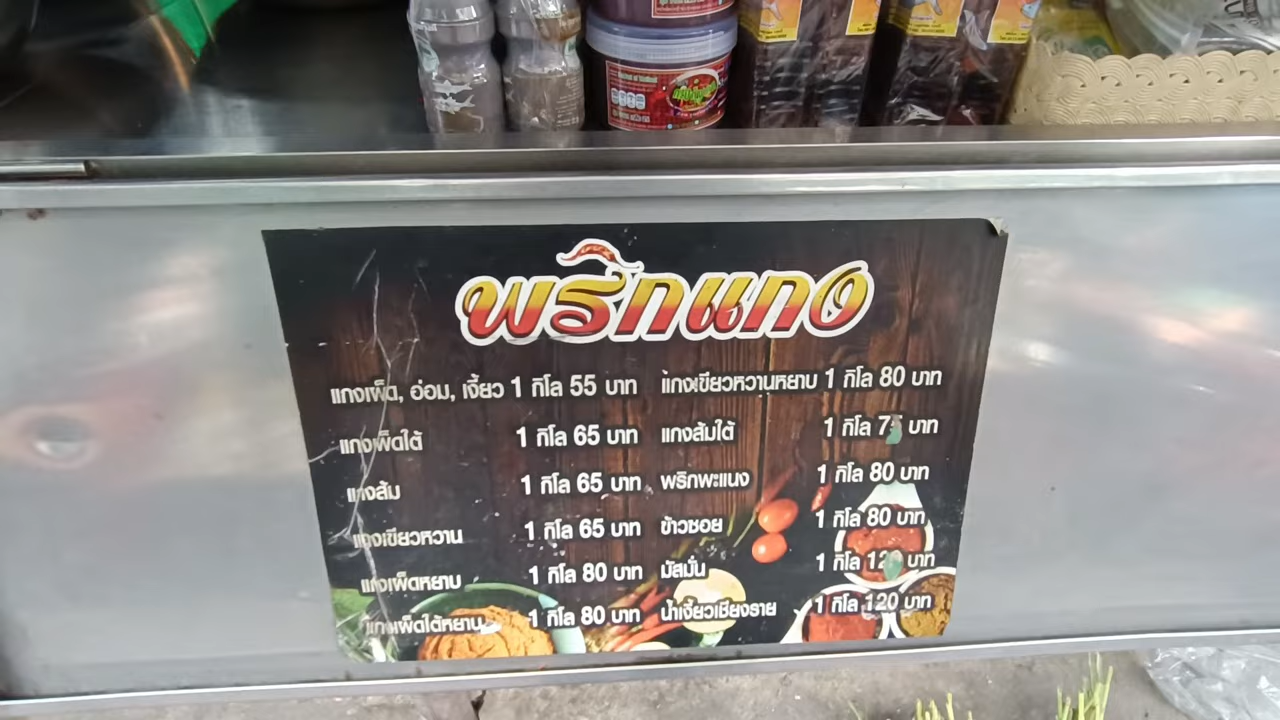 พริกแกง
แกงเผ็ด, อ่อม, เงี้ยว 1 กิโล 55 บาท
แกงเผ็ดใต้ 1 กิโล 65 บาท
แกงส้ม 1 กิโล 65 บาท
แกงเขียวหวาน 1 กิโล 65 บาท
แกงเผ็ดหยาบ 1 กิโล 80 บาท
แกงเผ็ดใต้หยาบ 1 กิโล 80 บาท
แกงเขียวหวานหยาบ 1 กิโล 80 บาท
แกงส้มใต้ 1 กิโล 75 บาท
พริกพะแนง 1 กิโล 80 บาท
ข้าวซอย 1 กิโล 80 บาท
มัสมั่น 1 กิโล 120 บาท
น้ำเงี้ยวเชียงราย 1 กิโล 120 บาท